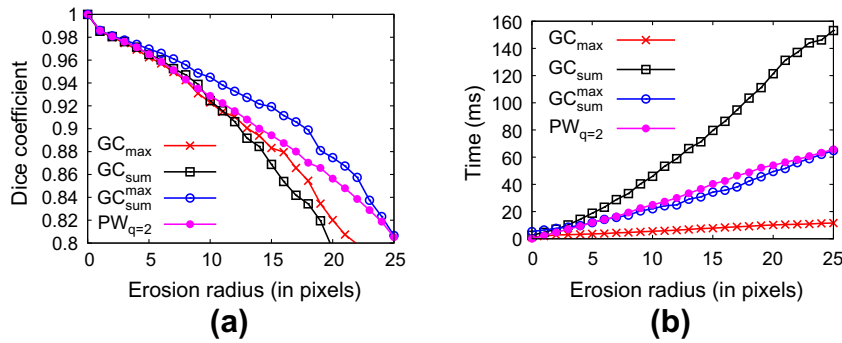 1
0.98
0.96
0.94
0.92
0.9
0.88
0.86
0.84
0.82
0.8
Dice coefficient
GCmax
GCsum
GCmaxsum
PWq=2
0 5 10 15 20 25
Erosion radius (in pixels)
(a)
160
140
120
100
80
60
40
20
0
Time (ms)
GCmax
GCsum
GCmaxsum
PWq=2
0 5 10 15 20 25
Erosion radius (in pixels)
(b)